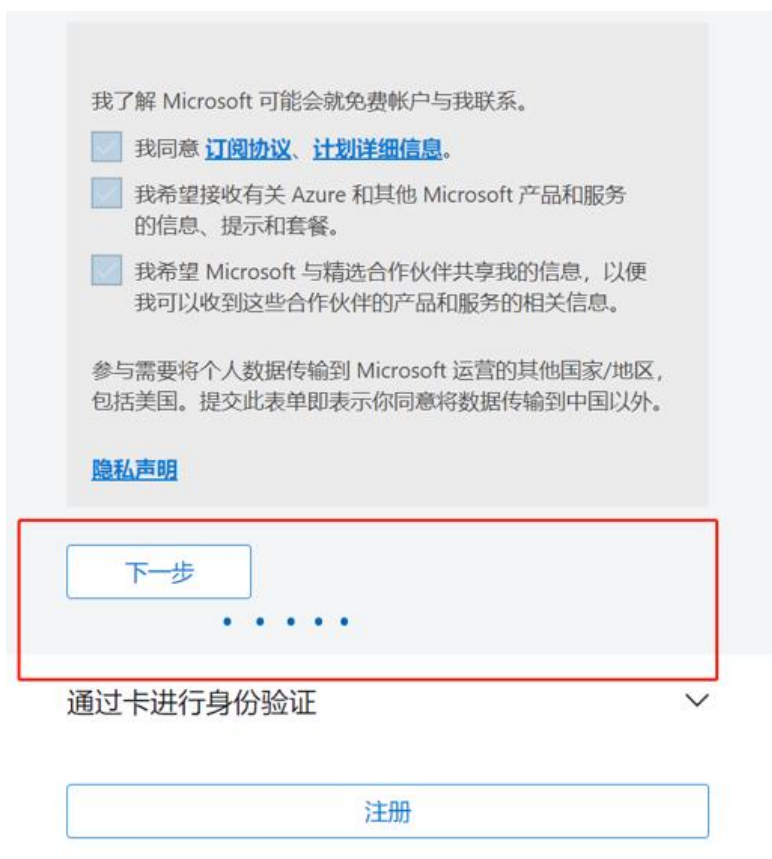 我了解 Microsoft 可能会就免费帐户与我联系。
我同意 订阅协议、计划详细信息。
我希望接收有关 Azure 和其他 Microsoft 产品和服务
的信息、提示和套餐。
我希望 Microsoft 与精选合作伙伴共享我的信息，以便
我可以收到这些合作伙伴的产品和服务的相关信息。
参与需要将个人数据传输到 Microsoft 运营的其他国家/地区，
包括美国。提交此表单即表示你同意将数据传输到中国以外。
隐私声明
下一步
通过卡进行身份验证
注册